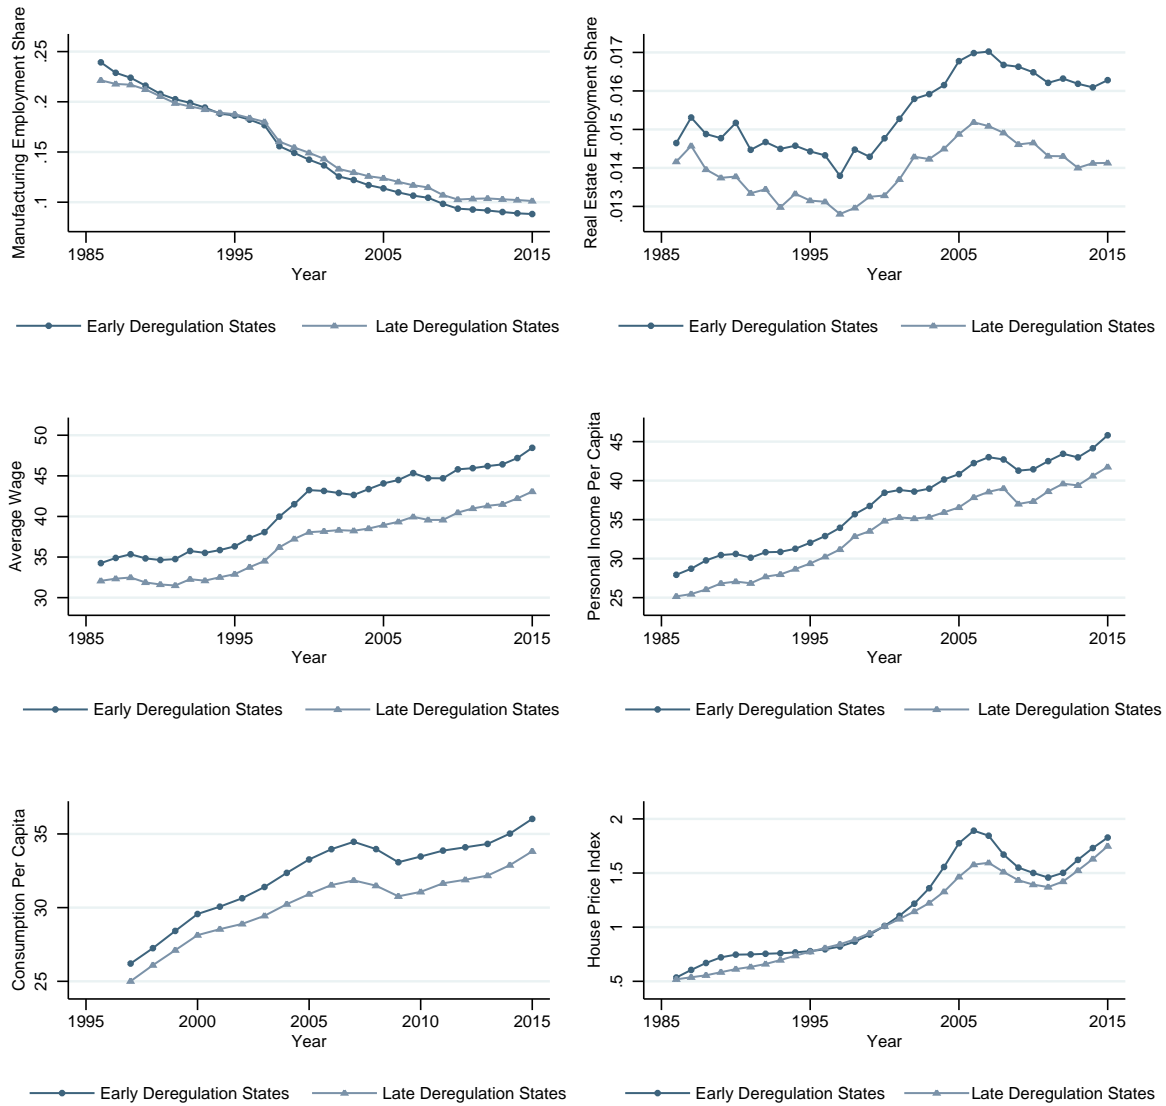 Manufacturing Employment Share
.25
.2
.15
.1
1985 1995 2005 2015
Year
Early Deregulation States Late Deregulation States
Real Estate Employment Share
.017
.016
.015
.014
.013
1985 1995 2005 2015
Year
Early Deregulation States Late Deregulation States
Average Wage
50
45
40
35
30
1985 1995 2005 2015
Year
Early Deregulation States Late Deregulation States
Personal Income Per Capita
45
40
35
30
25
1985 1995 2005 2015
Year
Early Deregulation States Late Deregulation States
Consumption Per Capita
35
30
25
1995 2000 2005 2010 2015
Year
Early Deregulation States Late Deregulation States
House Price Index
2
1.5
1
.5
1985 1995 2005 2015
Year
Early Deregulation States Late Deregulation States